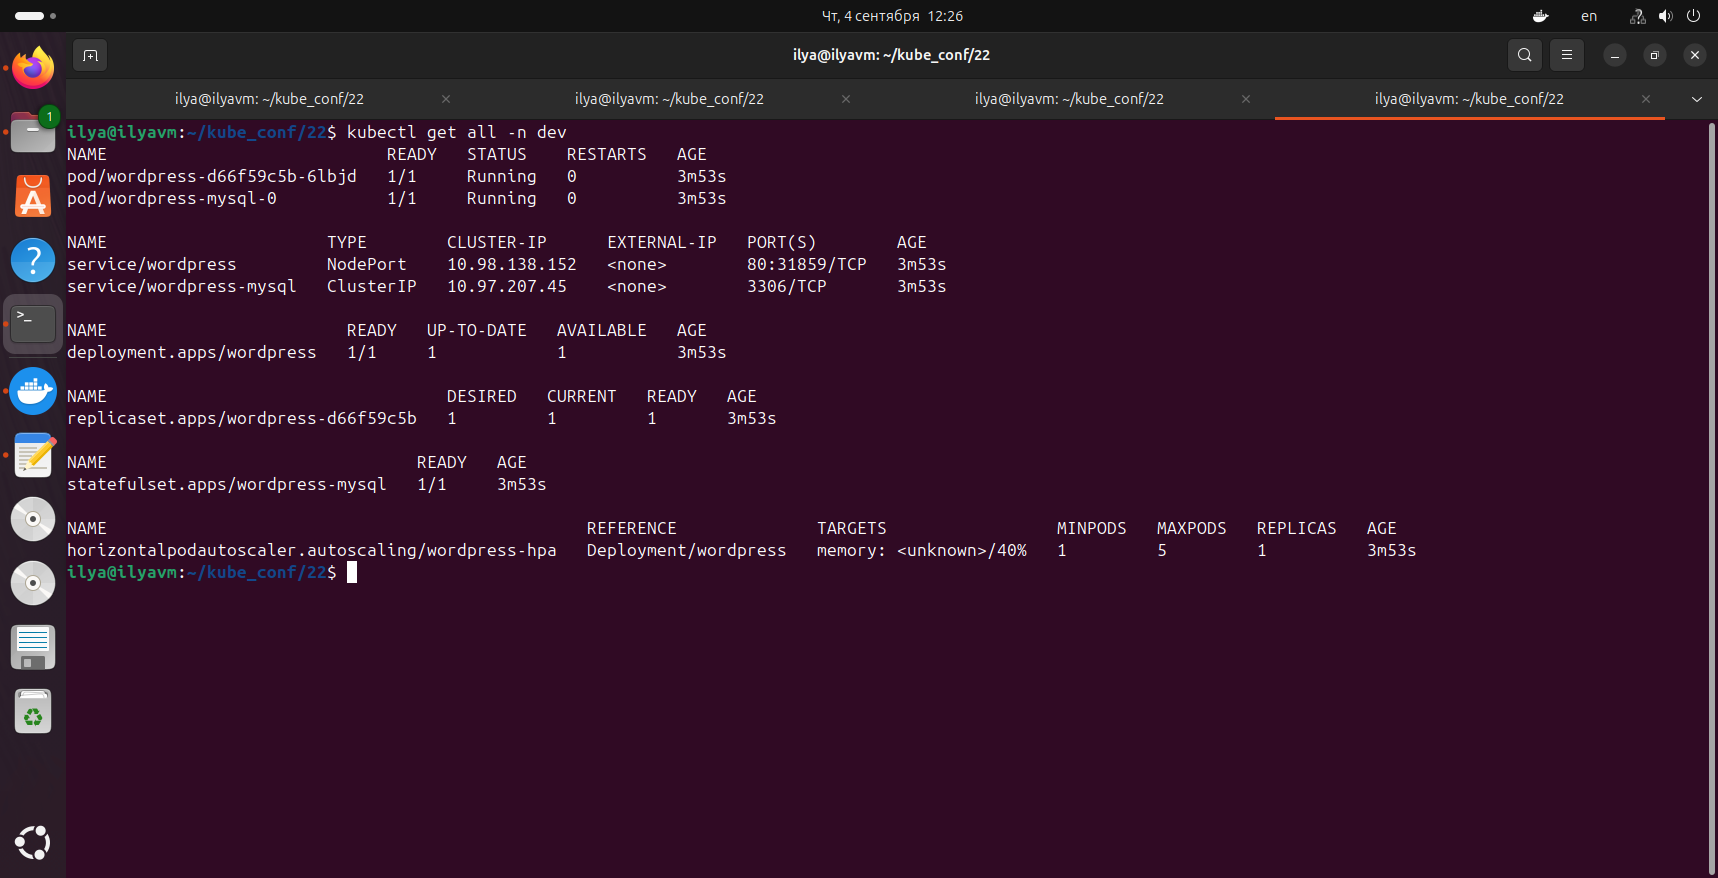 Чт, 4 сентября 12:26
en
ilya@ilyavm: ~/kube_conf/22
ilya@ilyavm: ~/kube_conf/22 ilya@ilyavm: ~/kube_conf/22 ilya@ilyavm: ~/kube_conf/22 ilya@ilyavm: ~/kube_conf/22
1
ilya@ilyavm:~/kube_conf/22$ kubectl get all -n dev
NAME READY STATUS RESTARTS AGE
pod/wordpress-d66f59c5b-6lbjd 1/1 Running 0 3m53s
pod/wordpress-mysql-0 1/1 Running 0 3m53s
NAME TYPE CLUSTER-IP EXTERNAL-IP PORT(S) AGE
service/wordpress NodePort 10.98.138.152 <none> 80:31859/TCP 3m53s
service/wordpress-mysql ClusterIP 10.97.207.45 <none> 3306/TCP 3m53s
NAME READY UP-TO-DATE AVAILABLE AGE
deployment.apps/wordpress 1/1 1 1 3m53s
NAME DESIRED CURRENT READY AGE
replicaset.apps/wordpress-d66f59c5b 1 1 1 3m53s
NAME READY AGE
statefulset.apps/wordpress-mysql 1/1 3m53s
NAME REFERENCE TARGETS MINPODS MAXPODS REPLICAS AGE
horizontalpodautoscaler.autoscaling/wordpress-hpa Deployment/wordpress memory: <unknown>/40% 1 5 1 3m53s
ilya@ilyavm:~/kube_conf/22$